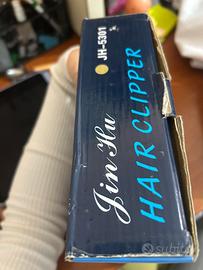 JH-5301
Jin Hu
HAIR CLIPPER
subito